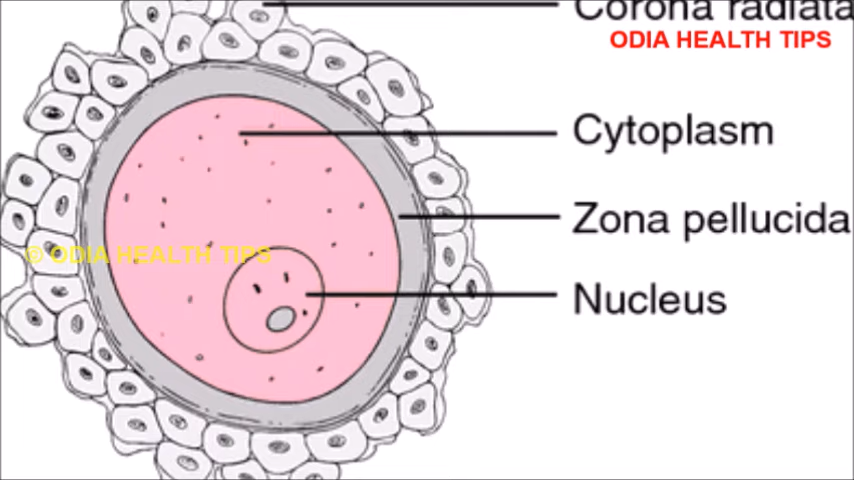 Corona radiata
ODIA HEALTH TIPS
Cytoplasm
Zona pellucida
© ODIA HEALTH TIPS
Nucleus